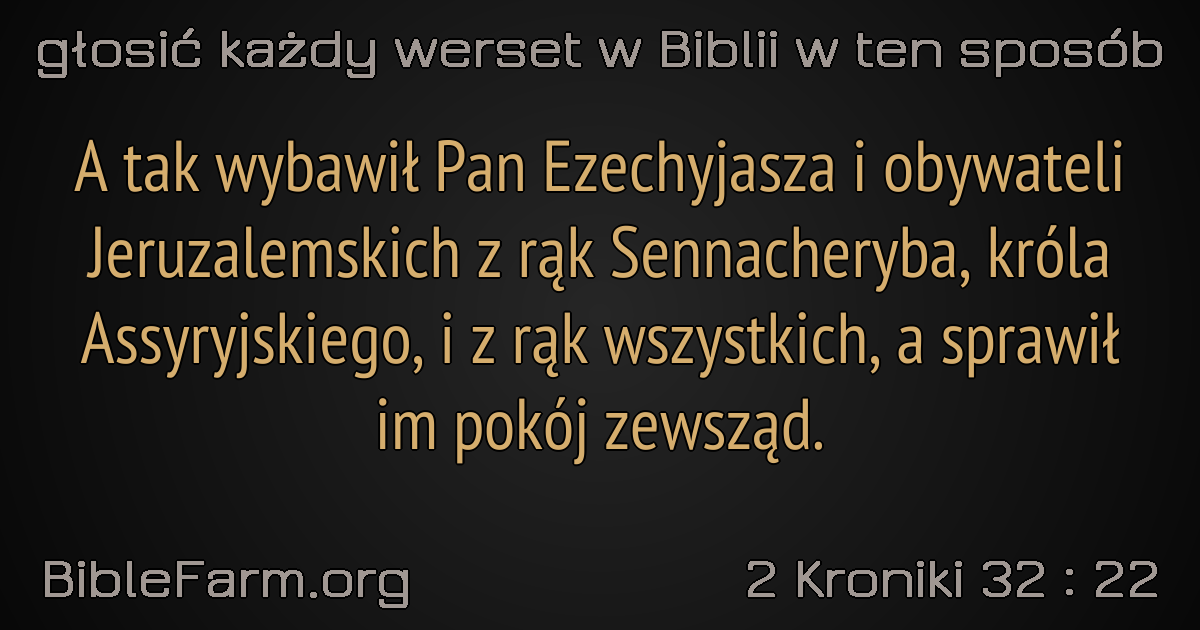 głosić każdy werset w Biblii w ten sposób
A tak wybawił Pan Ezechyjasza i obywateli
Jeruzalemskich z rąk Sennacheryba, króla
Assyryjskiego, i z rąk wszystkich, a sprawił
im pokój zewsząd.
BibleFarm.org
2 Kroniki 32 : 22